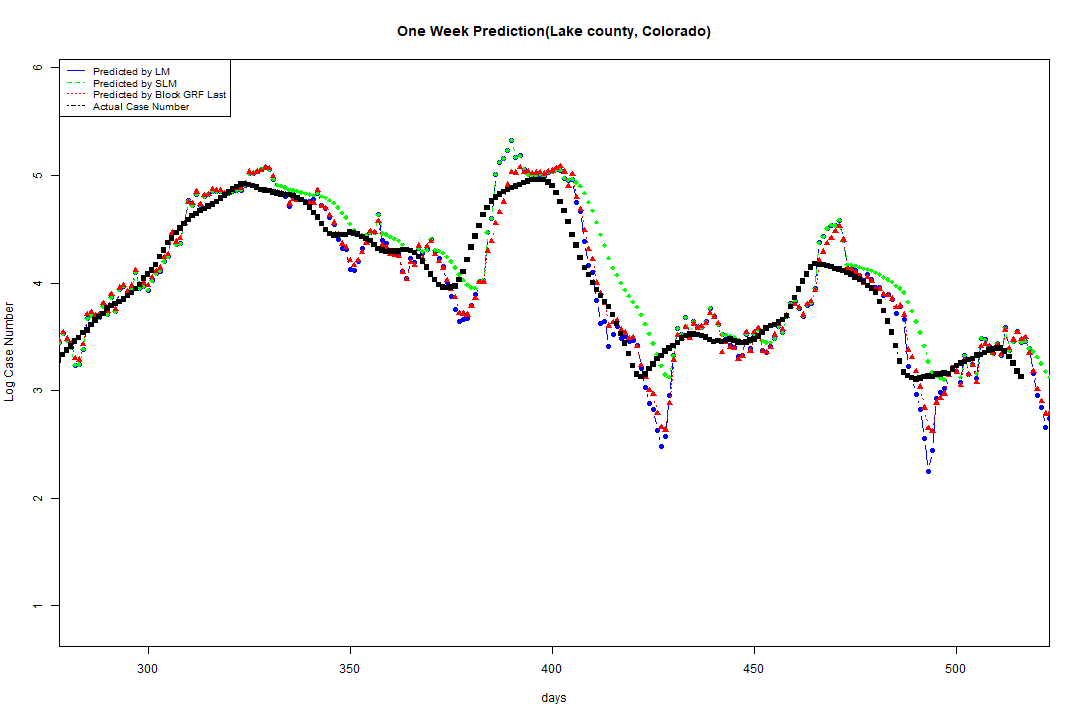 One Week Prediction(Lake county, Colorado)
Predicted by LM
Predicted by SLM
Predicted by Block GRF Last
Actual Case Number
Log Case Number
6
5
4
3
2
1
300
350
400
450
500
days